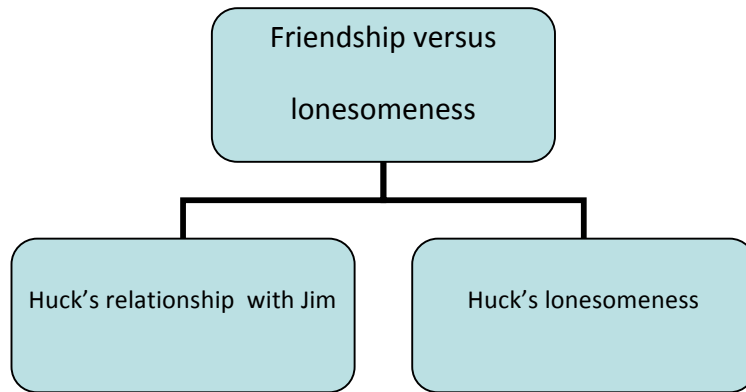 Friendship versus
lonesomeness
Huck’s relationship  with Jim
Huck’s lonesomeness